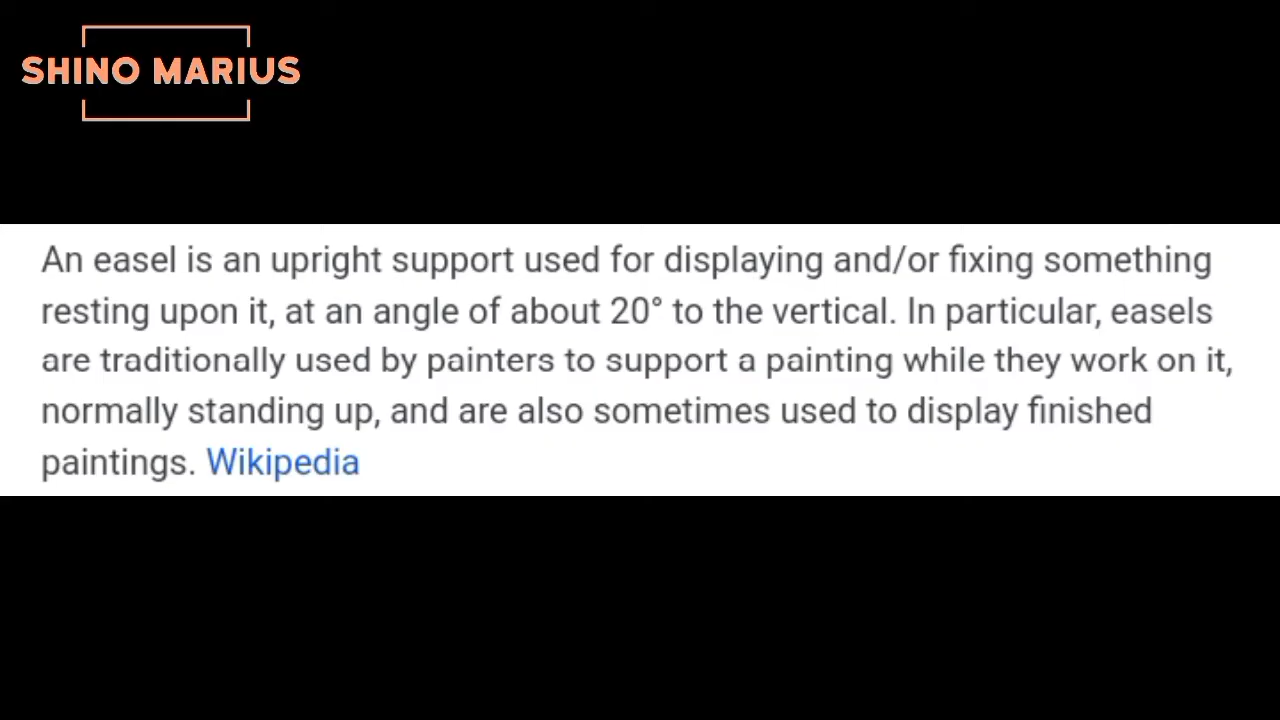 SHINO MARIUS
An easel is an upright support used for displaying and/or fixing something
resting upon it, at an angle of about 20° to the vertical. In particular, easels
are traditionally used by painters to support a painting while they work on it,
normally standing up, and are also sometimes used to display finished
paintings. Wikipedia